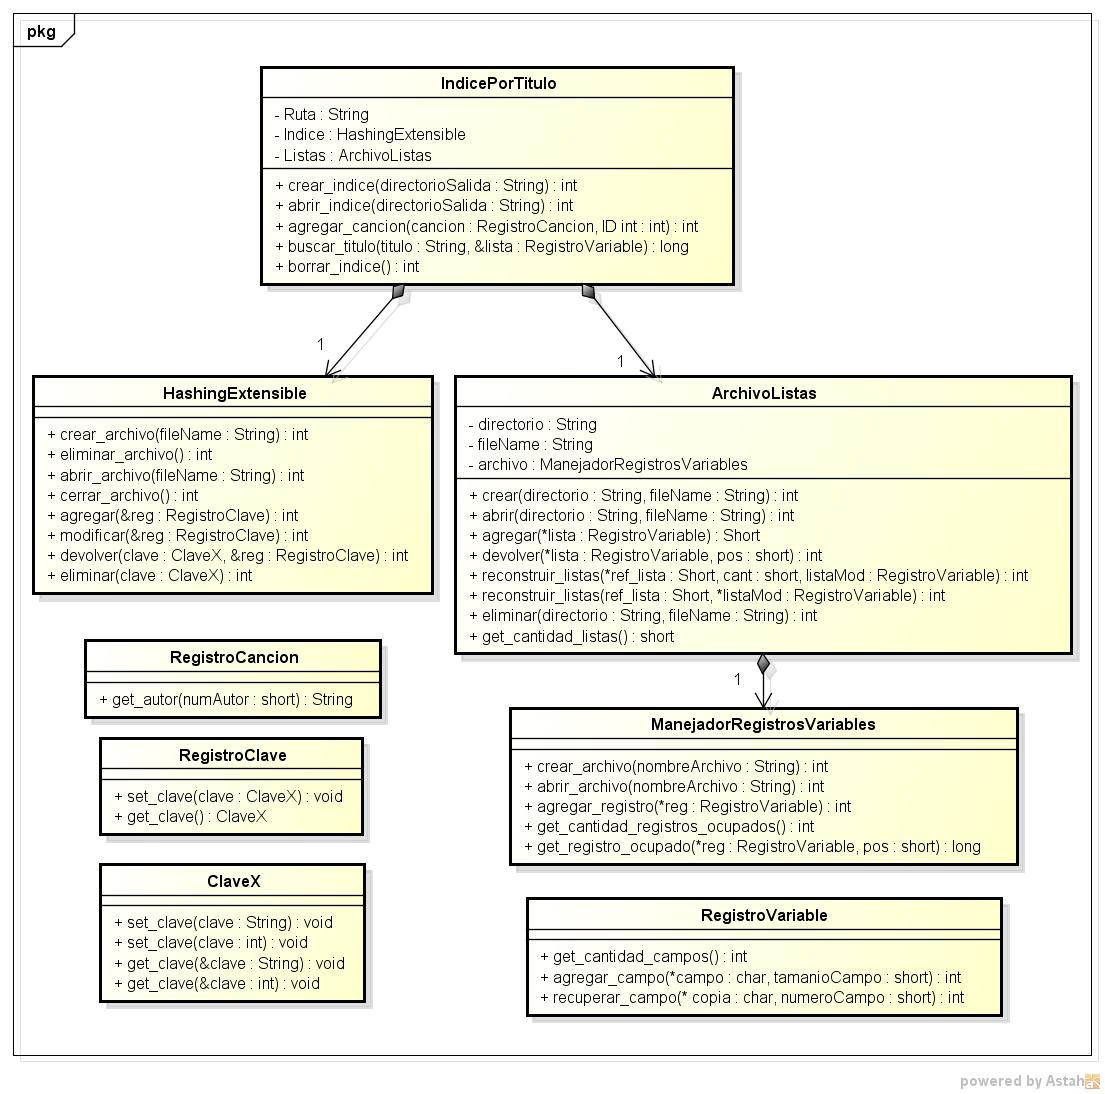 pkg
IndicePorTitulo
- Ruta : String
- Indice : HashingExtensible
- Listas : ArchivoListas
+ crear_indice(directorioSalida : String) : int
+ abrir_indice(directorioSalida : String) : int
+ agregar_cancion(cancion : RegistroCancion, ID int : int) : int
+ buscar_titulo(titulo : String, &lista : RegistroVariable) : long
+ borrar_indice() : int
1
1
HashingExtensible
+ crear_archivo(fileName : String) : int
+ eliminar_archivo() : int
+ abrir_archivo(fileName : String) : int
+ cerrar_archivo() : int
+ agregar(&reg : RegistroClave) : int
+ modificar(&reg : RegistroClave) : int
+ devolver(clave : ClaveX, &reg : RegistroClave) : int
+ eliminar(clave : ClaveX) : int
ArchivoListas
- directorio : String
- fileName : String
- archivo : ManejadorRegistrosVariables
+ crear(directorio : String, fileName : String) : int
+ abrir(directorio : String, fileName : String) : int
+ agregar(*lista : RegistroVariable) : Short
+ devolver(*lista : RegistroVariable, pos : short) : int
+ reconstruir_listas(*ref_lista : Short, cant : short, listaMod : RegistroVariable) : int
+ reconstruir_listas(ref_lista : Short, *listaMod : RegistroVariable) : int
+ eliminar(directorio : String, fileName : String) : int
+ get_cantidad_listas() : short
RegistroCancion
+ get_autor(numAutor : short) : String
1
RegistroClave
+ set_clave(clave : ClaveX) : void
+ get_clave() : ClaveX
ManejadorRegistrosVariables
+ crear_archivo(nombreArchivo : String) : int
+ abrir_archivo(nombreArchivo : String) : int
+ agregar_registro(*reg : RegistroVariable) : int
+ get_cantidad_registros_ocupados() : int
+ get_registro_ocupado(*reg : RegistroVariable, pos : short) : long
ClaveX
+ set_clave(clave : String) : void
+ set_clave(clave : int) : void
+ get_clave(&clave : String) : void
+ get_clave(&clave : int) : void
RegistroVariable
+ get_cantidad_campos() : int
+ agregar_campo(*campo : char, tamanioCampo : short) : int
+ recuperar_campo(* copia : char, numeroCampo : short) : int
powered by Astah